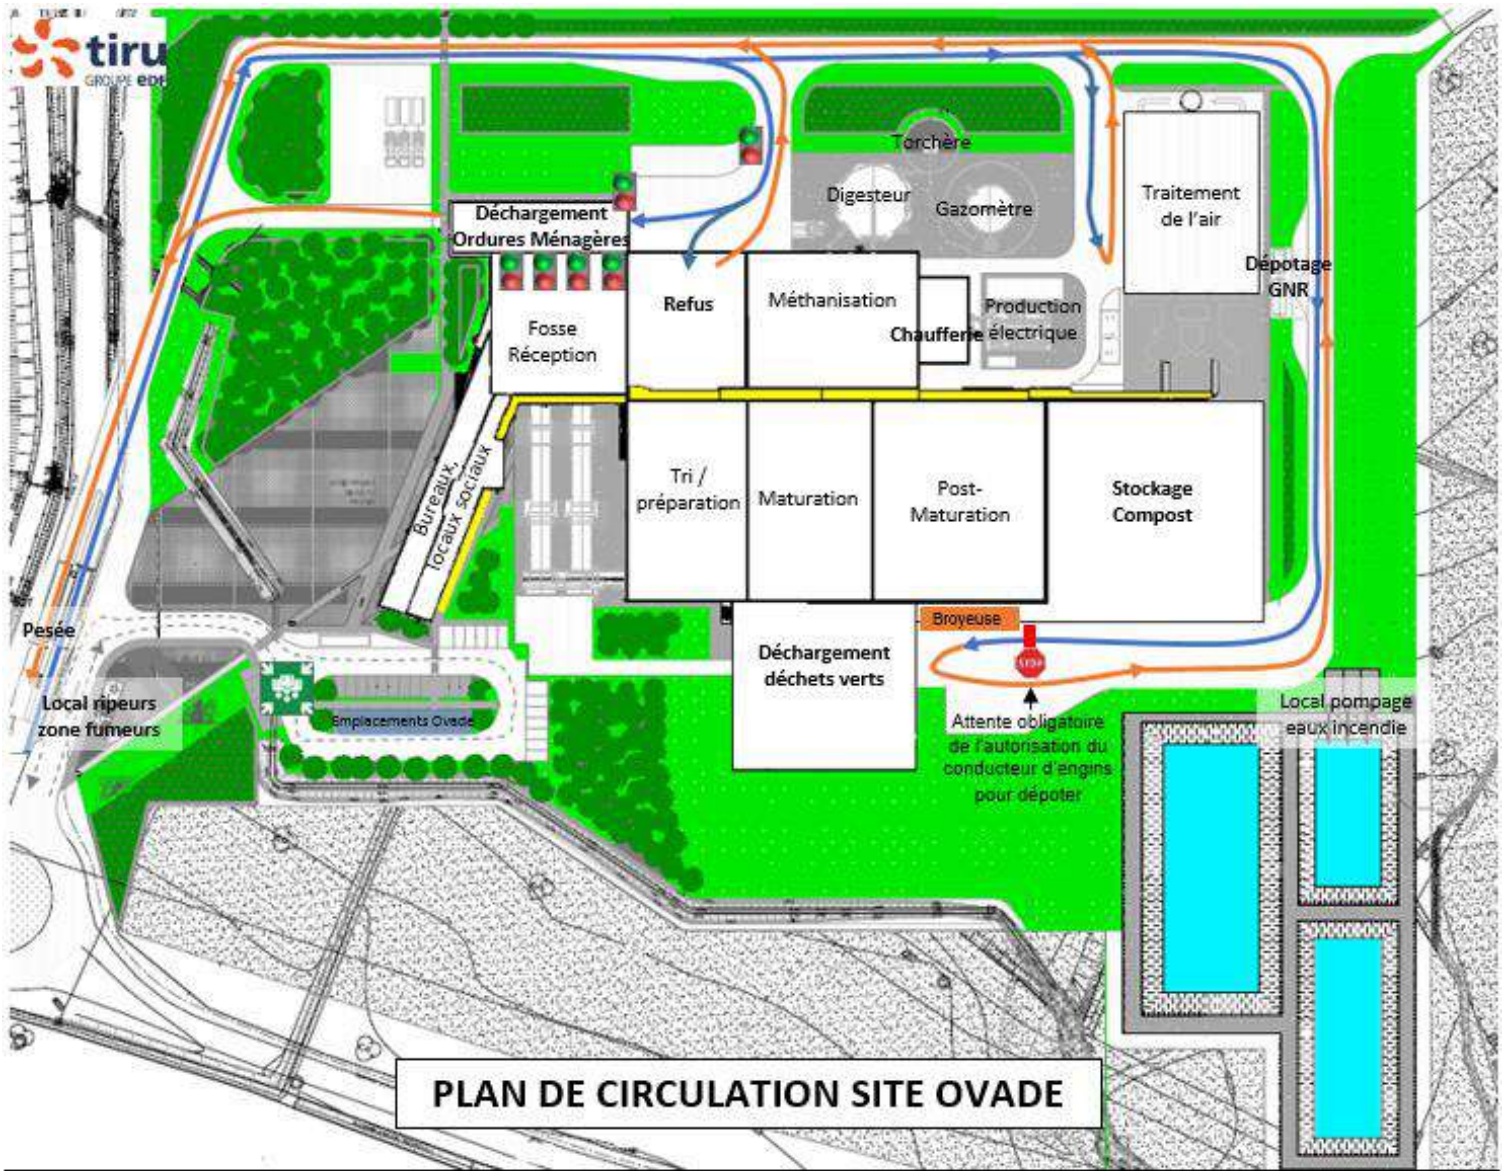 tiru
GROUPE EDF
Torchère
Digesteur
Gazomètre
Traitement
de l'air
Déchargement
Ordures Ménagères
Dépotage
GNR
Refus
Méthanisation
Production
électrique
Chaufferie
Fosse
Réception
Bureaux,
locaux sociaux
Tri /
préparation
Maturation
Post-
Maturation
Stockage
Compost
Pesée
Broyeuse
STOP
Déchargement
déchets verts
Local ripeurs
zone fumeurs
Emplacements Ovade
Attente obligatoire
de l'autorisation du
conducteur d'engins
pour dépoter
Local pompage
eaux incendie
PLAN DE CIRCULATION SITE OVADE